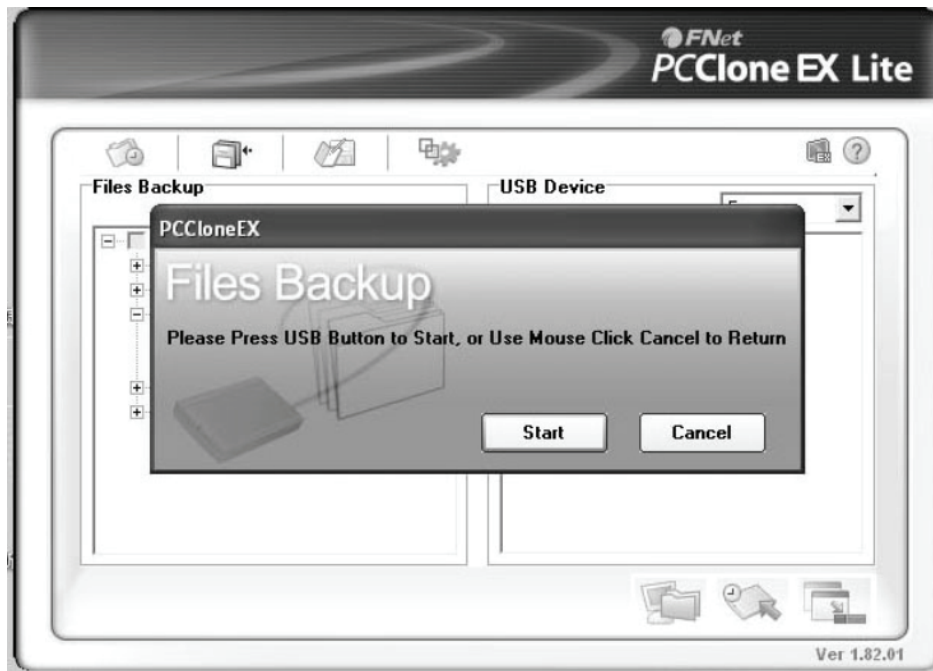 FNet
PCClone EX Lite
EX
?
Files Backup
USB Device
PCCloneEX
Files Backup
Please Press USB Button to Start, or Use Mouse Click Cancel to Return
Start
Cancel
Ver 1.82.01